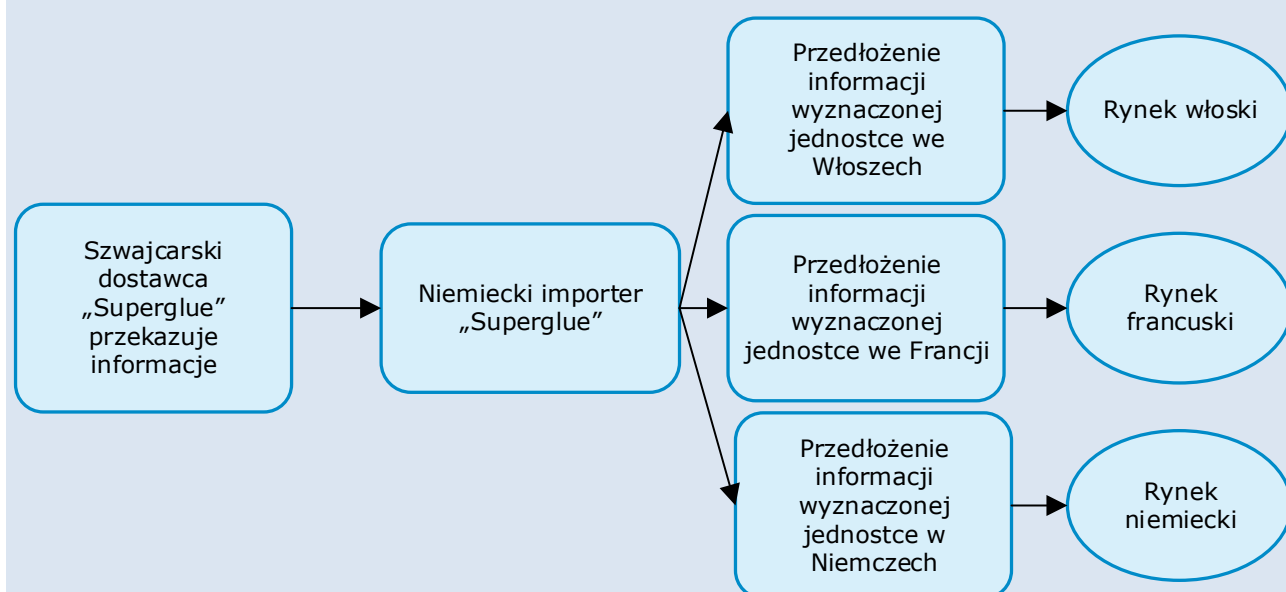 Szwajcarski
dostawca
„Superglue”
przekazuje
informacje
Niemiecki importer
„Superglue”
Przedłożenie
informacji
wyznaczonej
jednostce we
Włoszech
Rynek włoski
Przedłożenie
informacji
wyznaczonej
jednostce we Francji
Rynek
francuski
Przedłożenie
informacji
wyznaczonej
jednostce w
Niemczech
Rynek
niemiecki